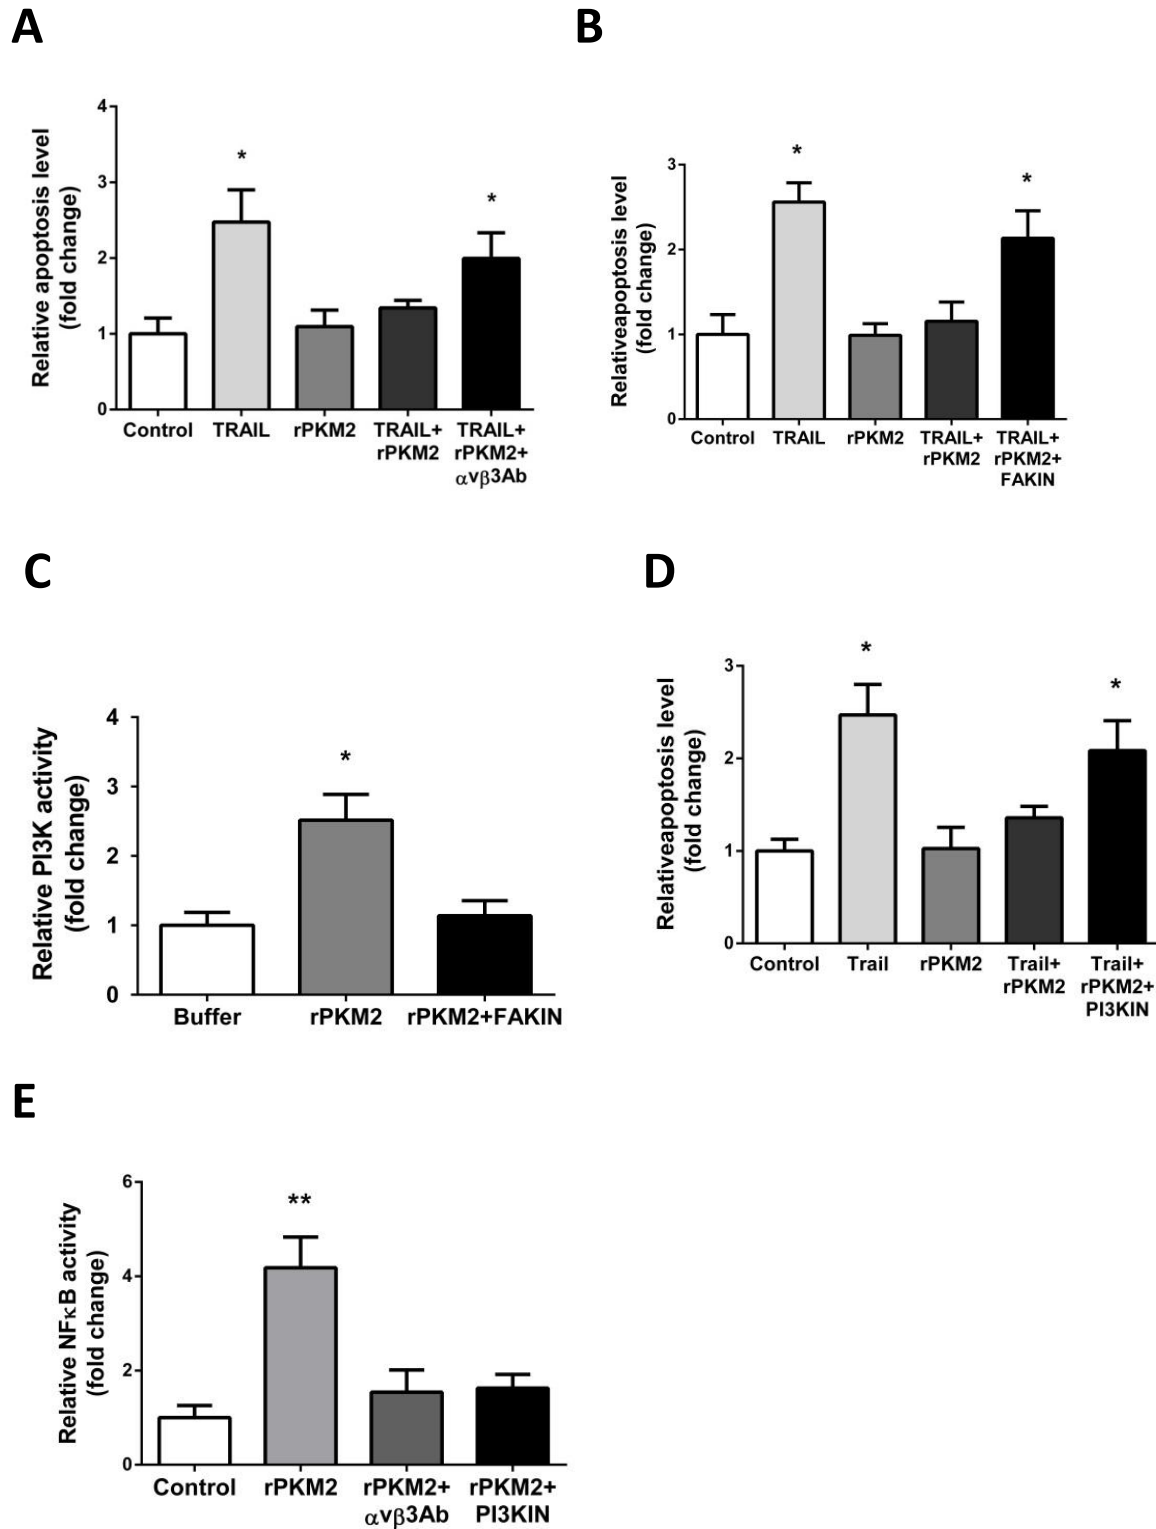 A
Relative apoptosis level
(fold change)
4
3
2
1
0
*
*
Control
TRAIL
rPKM2
TRAIL+
rPKM2
TRAIL+
rPKM2+
αvβ3Ab
B
Relativeapoptosis level
(fold change)
3
2
1
0
*
*
Control
TRAIL
rPKM2
TRAIL+
rPKM2
TRAIL+
rPKM2+
FAKIN
C
Relative PI3K activity
(fold change)
4
3
2
1
0
*
Buffer
rPKM2
rPKM2+FAKIN
D
Relativeapoptosis level
(fold change)
3
2
1
0
*
*
Control
Trail
rPKM2
Trail+
rPKM2
Trail+
rPKM2+
PI3KIN
E
Relative NFκB activity
(fold change)
6
4
2
0
**
Control
rPKM2
rPKM2+
αvβ3Ab
rPKM2+
PI3KIN